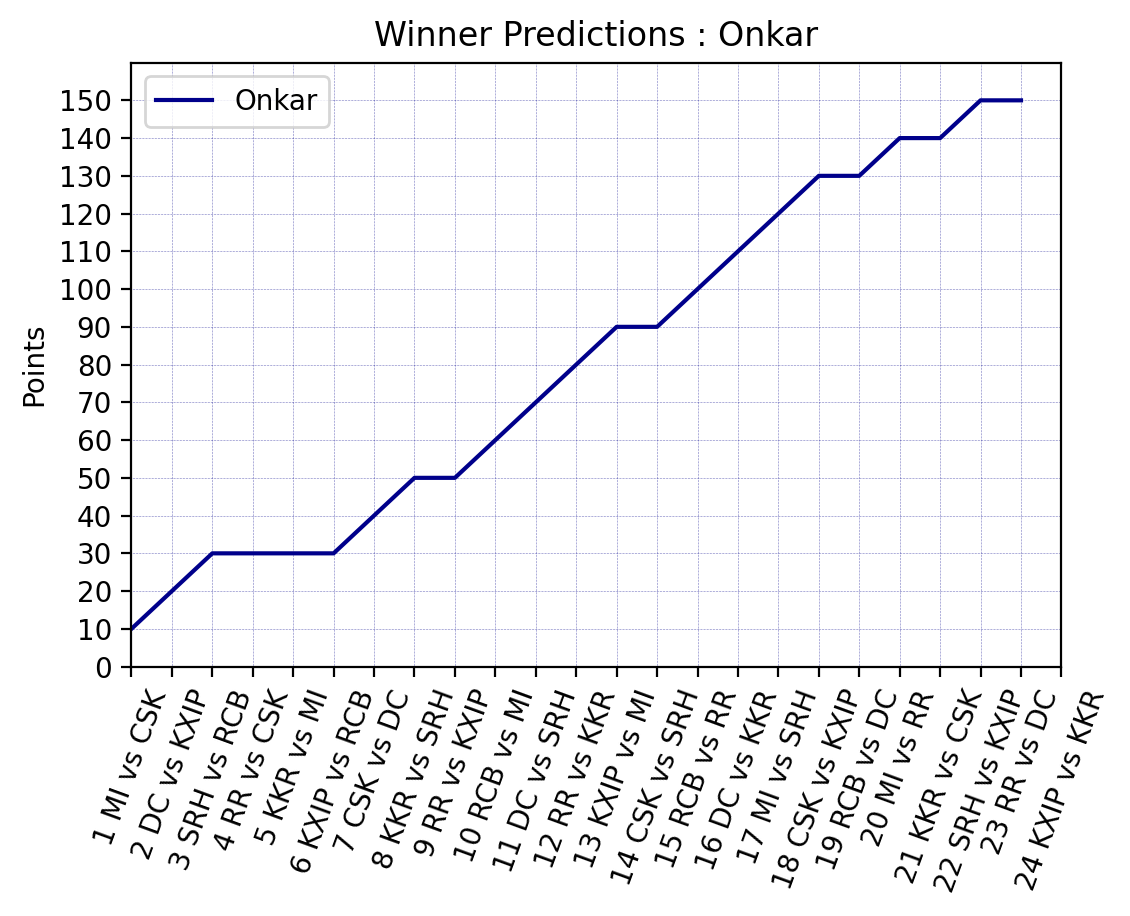 Winner Predictions : Onkar
Onkar
Points
150
140
130
120
110
100
90
80
70
60
50
40
30
20
10
0
1 MI vs CSK
2 DC vs KXIP
3 SRH vs RCB
4 RR vs CSK
5 KKR vs MI
6 KXIP vs RCB
7 CSK vs DC
8 KKR vs SRH
9 RR vs KXIP
10 RCB vs MI
11 DC vs SRH
12 RR vs KKR
13 KXIP vs MI
14 CSK vs SRH
15 RCB vs RR
16 DC vs KKR
17 MI vs SRH
18 CSK vs KXIP
19 RCB vs DC
20 MI vs RR
21 KKR vs CSK
22 SRH vs KXIP
23 RR vs DC
24 KXIP vs KKR